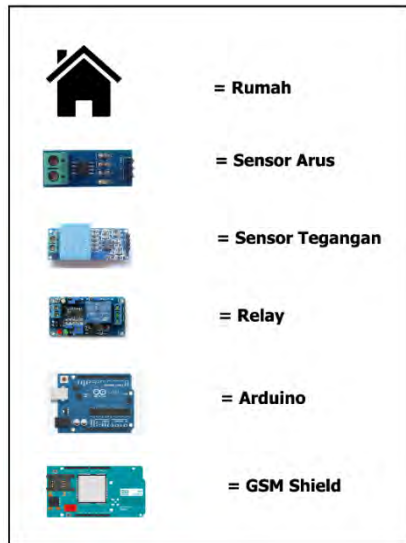 = Rumah
= Sensor Arus
= Sensor Tegangan
= Relay
= Arduino
= GSM Shield